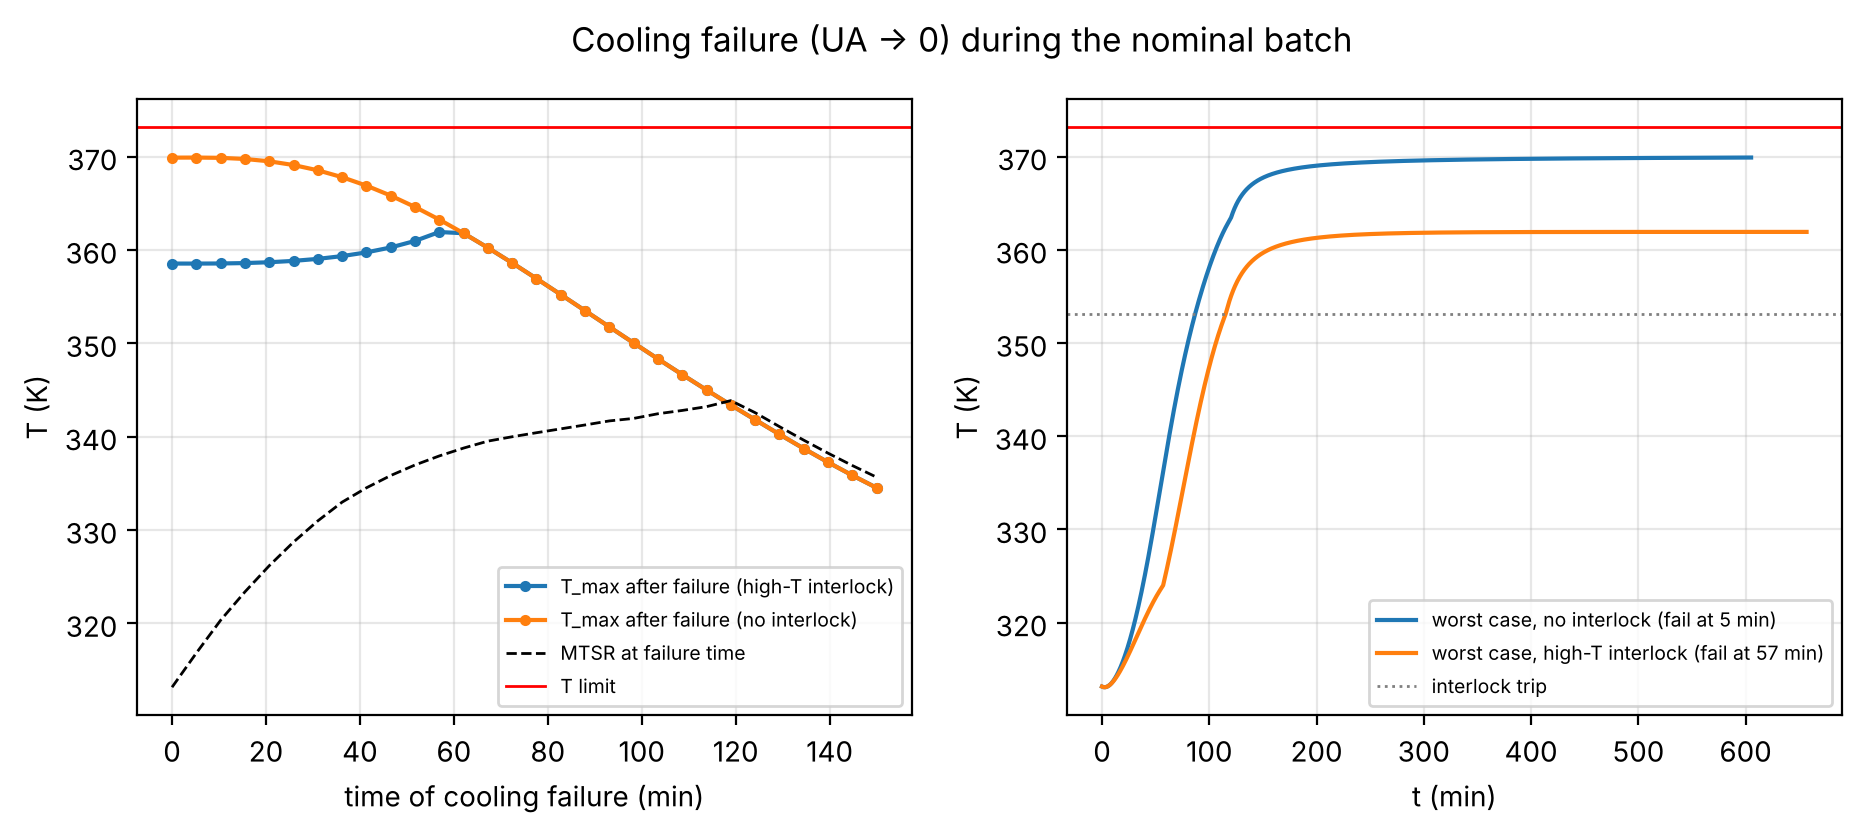 Cooling failure (UA → 0) during the nominal batch
T (K)
370
360
350
340
330
320
0 20 40 60 80 100 120 140
time of cooling failure (min)
T_max after failure (high-T interlock)
T_max after failure (no interlock)
MTSR at failure time
T limit
T (K)
370
360
350
340
330
320
0 100 200 300 400 500 600
t (min)
worst case, no interlock (fail at 5 min)
worst case, high-T interlock (fail at 57 min)
interlock trip